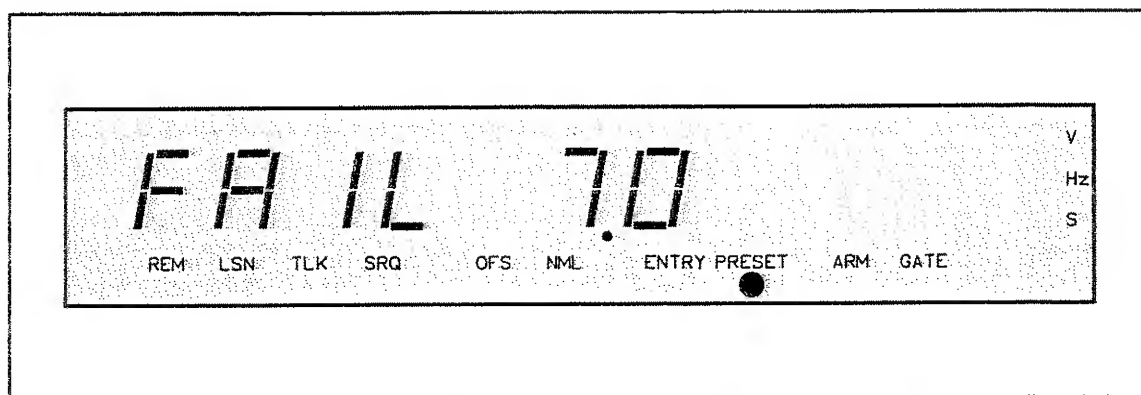 FAIL 7.0
V
Hz
S
REM LSN TLK SRQ OFS NML ENTRY PRESET ARM GATE